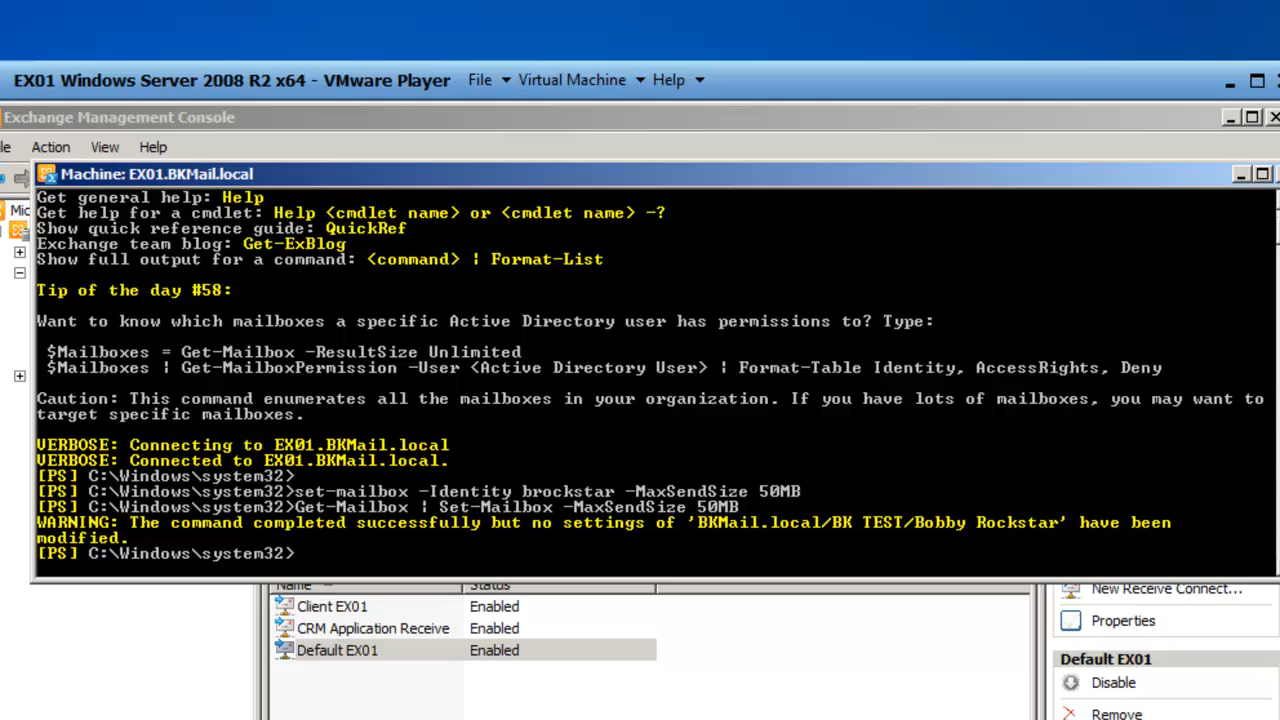 EX01 Windows Server 2008 R2 x64 - VMware Player File Virtual Machine Help
Exchange Management Console
Action View Help
Machine: EX01.BKMail.local
Get general help: Help
Get help for a cmdlet: Help <cmdlet name> or <cmdlet name> -?
Show quick reference guide: QuickRef
Exchange team blog: Get-ExBlog
Show full output for a command: <command> | Format-List
Tip of the day #58:
Want to know which mailboxes a specific Active Directory user has permissions to? Type:
$Mailboxes = Get-Mailbox -ResultSize Unlimited
$Mailboxes | Get-MailboxPermission -User <Active Directory User> | Format-Table Identity, AccessRights, Deny
Caution: This command enumerates all the mailboxes in your organization. If you have lots of mailboxes, you may want to
target specific mailboxes.
VERBOSE: Connecting to EX01.BKMail.local
VERBOSE: Connected to EX01.BKMail.local.
[PS] C:\Windows\system32>
[PS] C:\Windows\system32>set-mailbox -Identity brockstar -MaxSendSize 50MB
[PS] C:\Windows\system32>Get-Mailbox | Set-Mailbox -MaxSendSize 50MB
WARNING: The command completed successfully but no settings of 'BKMail.local/BK TEST/Bobby Rockstar' have been
modified.
[PS] C:\Windows\system32>
Name Status
Client EX01 Enabled
CRM Application Receive Enabled
Default EX01 Enabled
New Receive Connect...
Properties
Default EX01
Disable
Remove